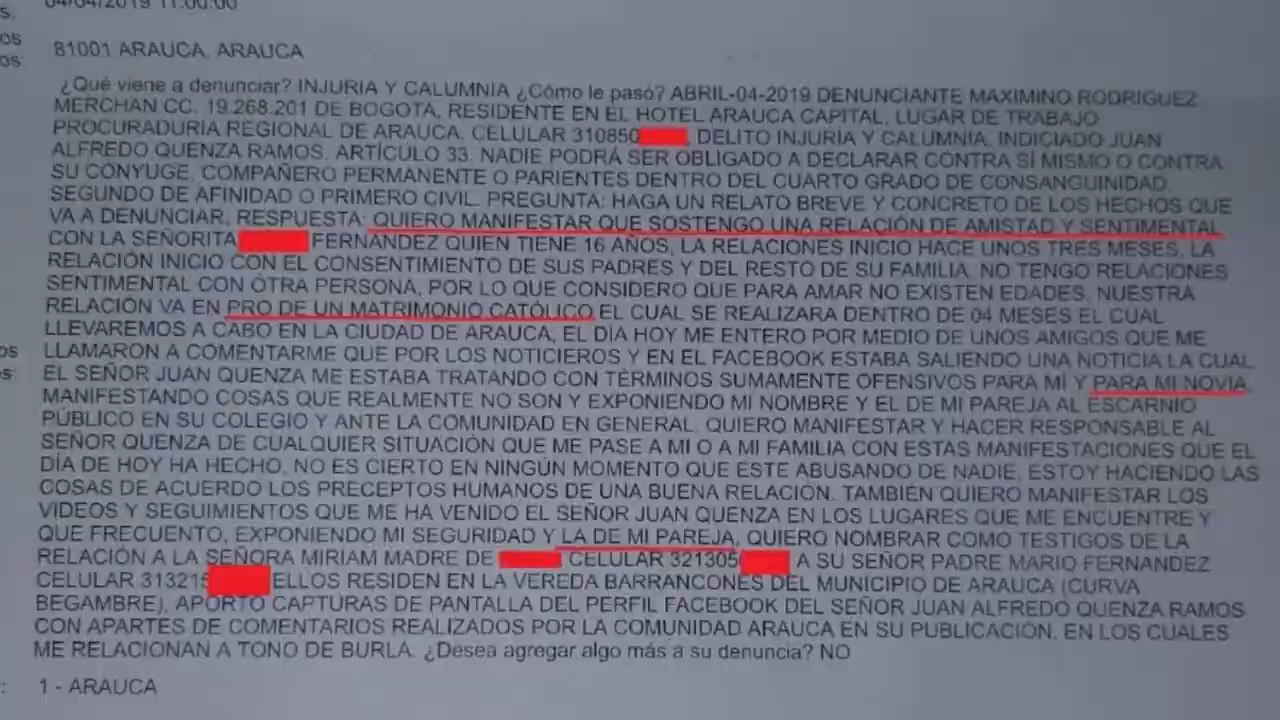 s.
04/04/2019 11:00:00
os
os
81001 ARAUCA, ARAUCA
¿Qué viene a denunciar? INJURIA Y CALUMNIA ¿Cómo le pasó? ABRIL-04-2019 DENUNCIANTE MAXIMINO RODRIGUEZ
MERCHAN CC. 19.268.201 DE BOGOTA, RESIDENTE EN EL HOTEL ARAUCA CAPITAL, LUGAR DE TRABAJO
PROCURADURÍA REGIONAL DE ARAUCA, CELULAR 310850 , DELITO INJURIA Y CALUMNIA, INDICIADO JUAN
ALFREDO QUENZA RAMOS. ARTÍCULO 33. NADIE PODRÁ SER OBLIGADO A DECLARAR CONTRA SÍ MISMO O CONTRA
SU CÓNYUGE, COMPAÑERO PERMANENTE O PARIENTES DENTRO DEL CUARTO GRADO DE CONSANGUINIDAD,
SEGUNDO DE AFINIDAD O PRIMERO CIVIL. PREGUNTA: HAGA UN RELATO BREVE Y CONCRETO DE LOS HECHOS QUE
VA A DENUNCIAR. RESPUESTA: QUIERO MANIFESTAR QUE SOSTENGO UNA RELACIÓN DE AMISTAD Y SENTIMENTAL
CON LA SEÑORITA FERNÁNDEZ QUIEN TIENE 16 AÑOS, LA RELACIONES INICIO HACE UNOS TRES MESES, LA
RELACIÓN INICIO CON EL CONSENTIMIENTO DE SUS PADRES Y DEL RESTO DE SU FAMILIA, NO TENGO RELACIONES
SENTIMENTAL CON OTRA PERSONA, POR LO QUE CONSIDERO QUE PARA AMAR NO EXISTEN EDADES, NUESTRA
RELACIÓN VA EN PRO DE UN MATRIMONIO CATÓLICO EL CUAL SE REALIZARA DENTRO DE 04 MESES EL CUAL
LLEVAREMOS A CABO EN LA CIUDAD DE ARAUCA, EL DÍA HOY ME ENTERO POR MEDIO DE UNOS AMIGOS QUE ME
os LLAMARON A COMENTARME QUE POR LOS NOTICIEROS Y EN EL FACEBOOK ESTABA SALIENDO UNA NOTICIA LA CUAL
os EL SEÑOR JUAN QUENZA ME ESTABA TRATANDO CON TÉRMINOS SUMAMENTE OFENSIVOS PARA MÍ Y PARA MI NOVIA,
MANIFESTANDO COSAS QUE REALMENTE NO SON Y EXPONIENDO MI NOMBRE Y EL DE MI PAREJA AL ESCARNIO
PÚBLICO EN SU COLEGIO Y ANTE LA COMUNIDAD EN GENERAL, QUIERO MANIFESTAR Y HACER RESPONSABLE AL
SEÑOR QUENZA DE CUALQUIER SITUACIÓN QUE ME PASE A MI O A MI FAMILIA CON ESTAS MANIFESTACIONES QUE EL
DÍA DE HOY HA HECHO, NO ES CIERTO EN NINGÚN MOMENTO QUE ESTE ABUSANDO DE NADIE, ESTOY HACIENDO LAS
COSAS DE ACUERDO LOS PRECEPTOS HUMANOS DE UNA BUENA RELACIÓN. TAMBIÉN QUIERO MANIFESTAR LOS
VIDEOS Y SEGUIMIENTOS QUE ME HA VENIDO EL SEÑOR JUAN QUENZA EN LOS LUGARES QUE ME ENCUENTRE Y
QUE FRECUENTO, EXPONIENDO MI SEGURIDAD Y LA DE MI PAREJA, QUIERO NOMBRAR COMO TESTIGOS DE LA
RELACIÓN A LA SEÑORA MIRIAM MADRE DE CELULAR 321305 A SU SEÑOR PADRE MARIO FERNANDEZ
CELULAR 313215 ELLOS RESIDEN EN LA VEREDA BARRANCONES DEL MUNICIPIO DE ARAUCA (CURVA
BEGAMBRE), APORTO CAPTURAS DE PANTALLA DEL PERFIL FACEBOOK DEL SEÑOR JUAN ALFREDO QUENZA RAMOS
CON APARTES DE COMENTARIOS REALIZADOS POR LA COMUNIDAD ARAUCA EN SU PUBLICACIÓN, EN LOS CUALES
ME RELACIONAN A TONO DE BURLA. ¿Desea agregar algo más a su denuncia? NO
: 1 - ARAUCA